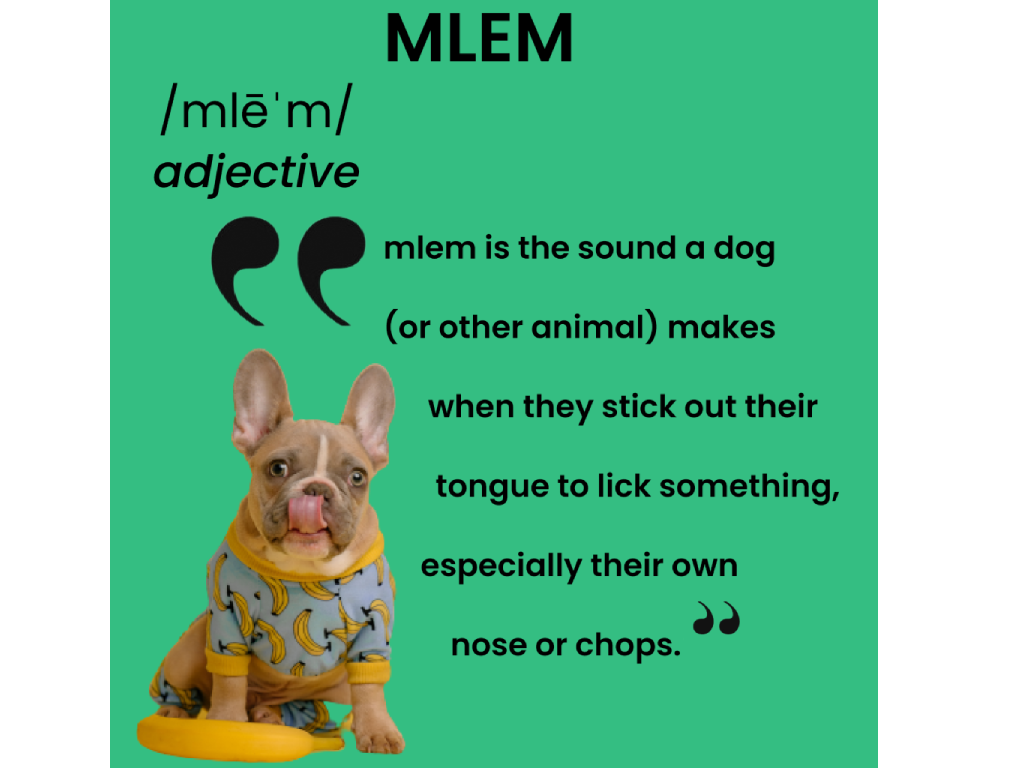 MLEM
/mlē'm/
adjective
mlem is the sound a dog
(or other animal) makes
when they stick out their
tongue to lick something,
especially their own
nose or chops.